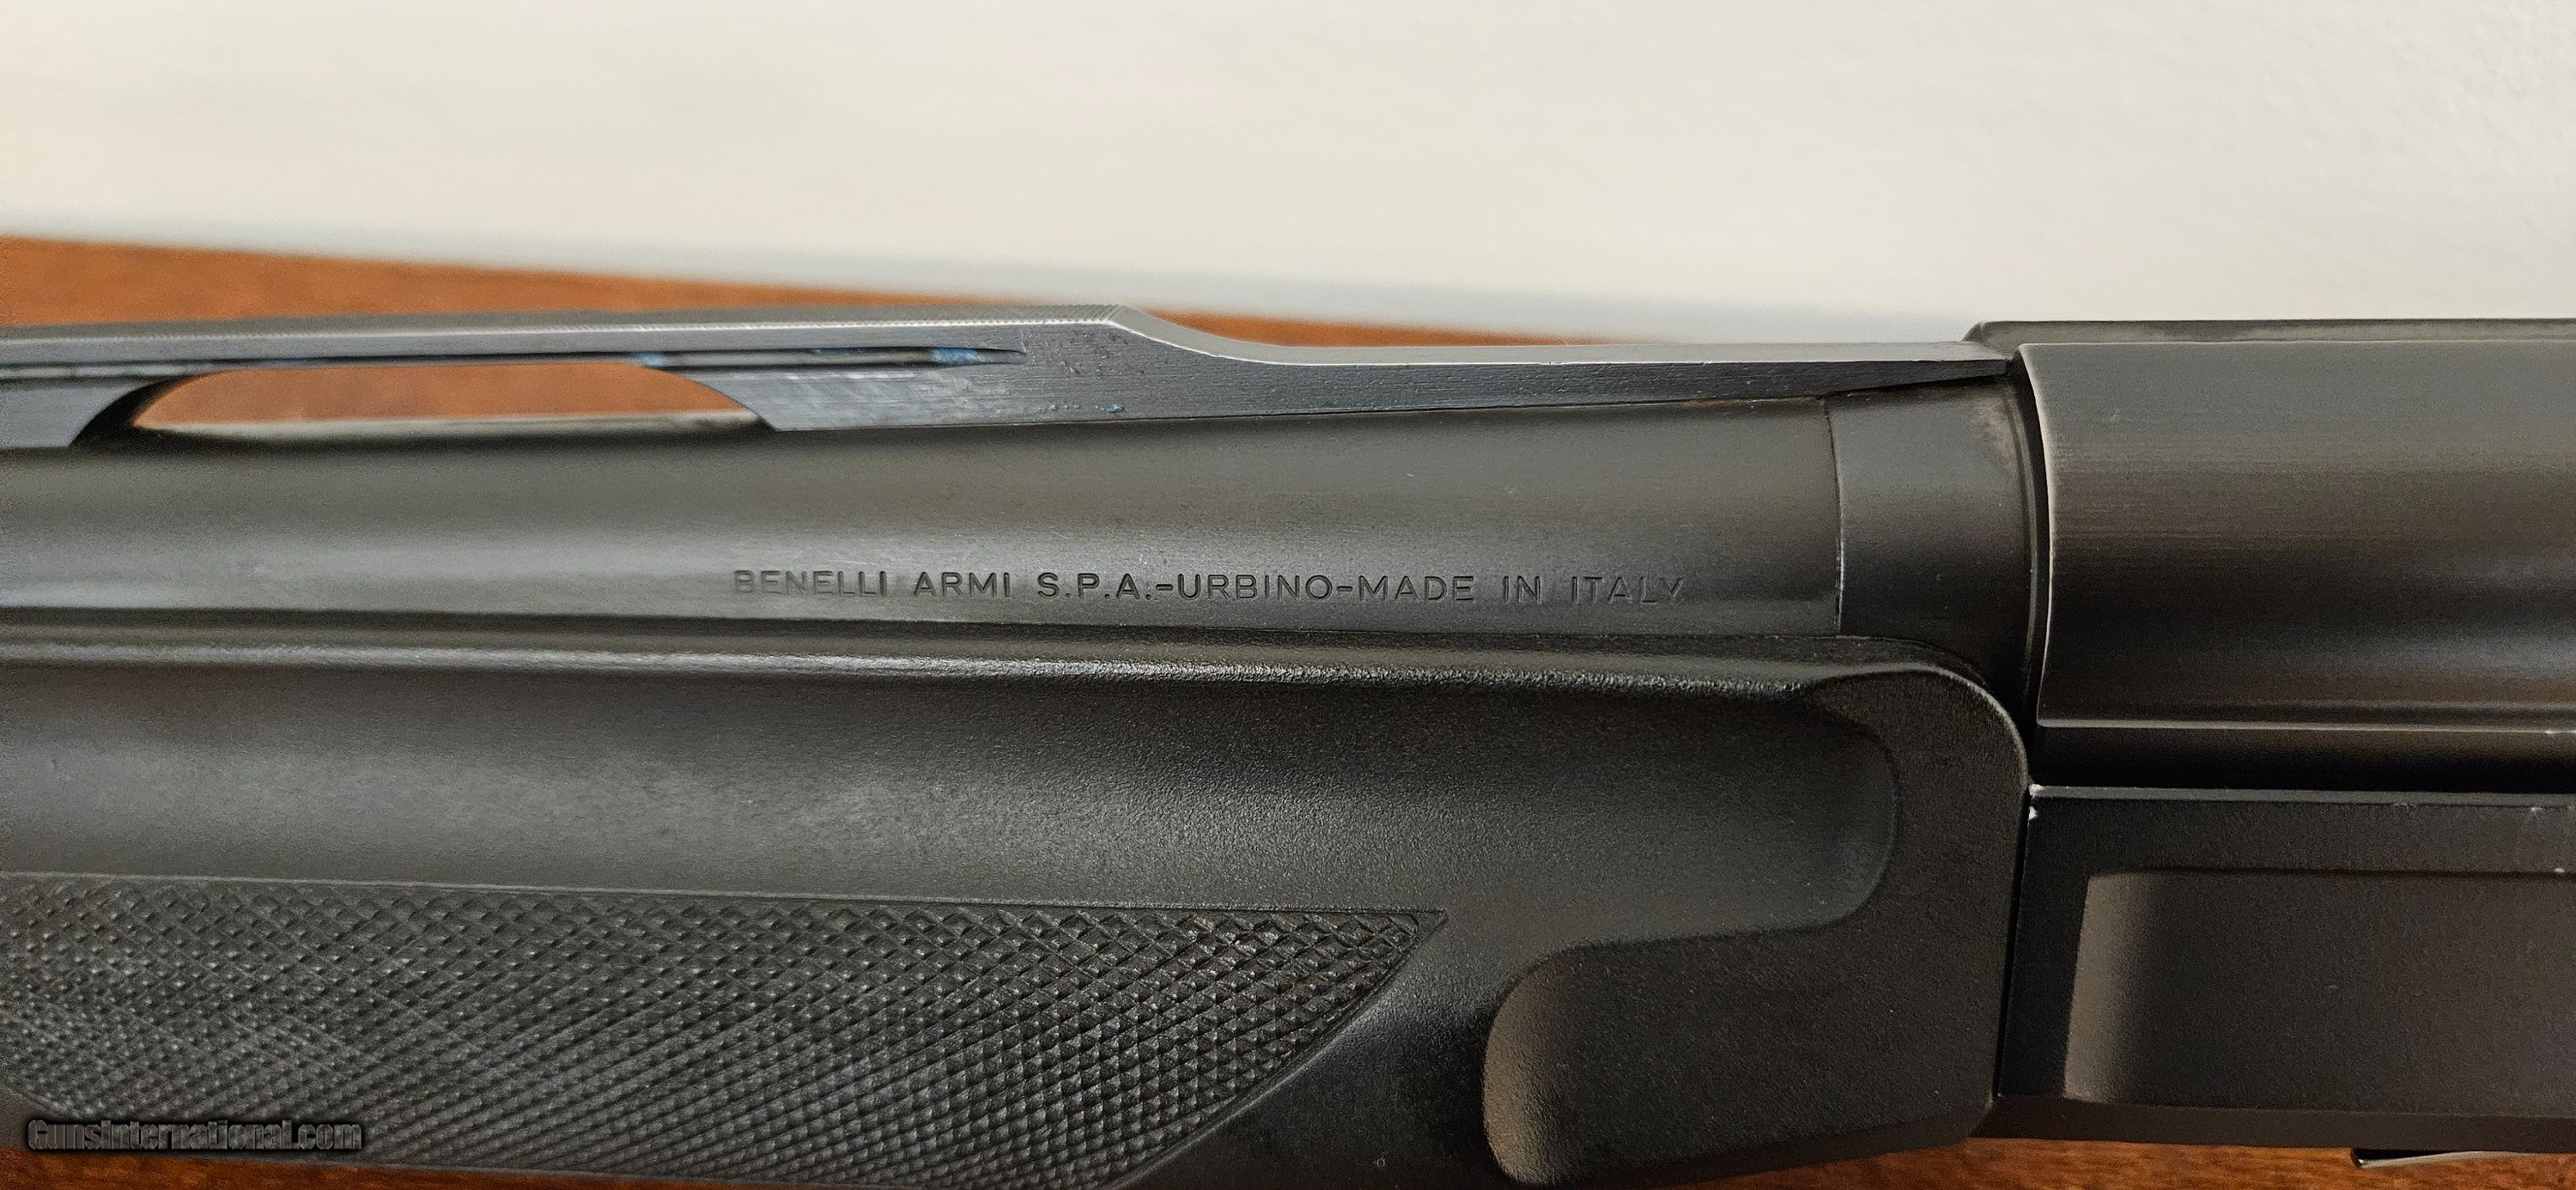 BENELLI ARMI S.P.A.-URBINO-MADE IN ITALY
GunsInternational.com